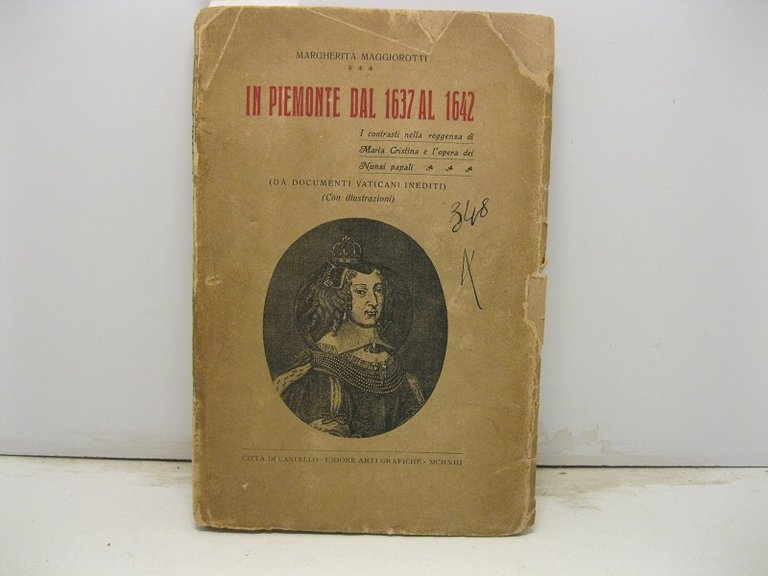 MARGHERITA MAGGIOROTTI
* * *
IN PIEMONTE DAL 1637 AL 1642
I contrasti nella reggenza di
Maria Cristina e l'opera dei
Nunzi papali
(DA DOCUMENTI VATICANI INEDITI)
(Con illustrazioni)
348
N
CITTÀ DI CASTELLO - UNIONE ARTI GRAFICHE - MCMXIII